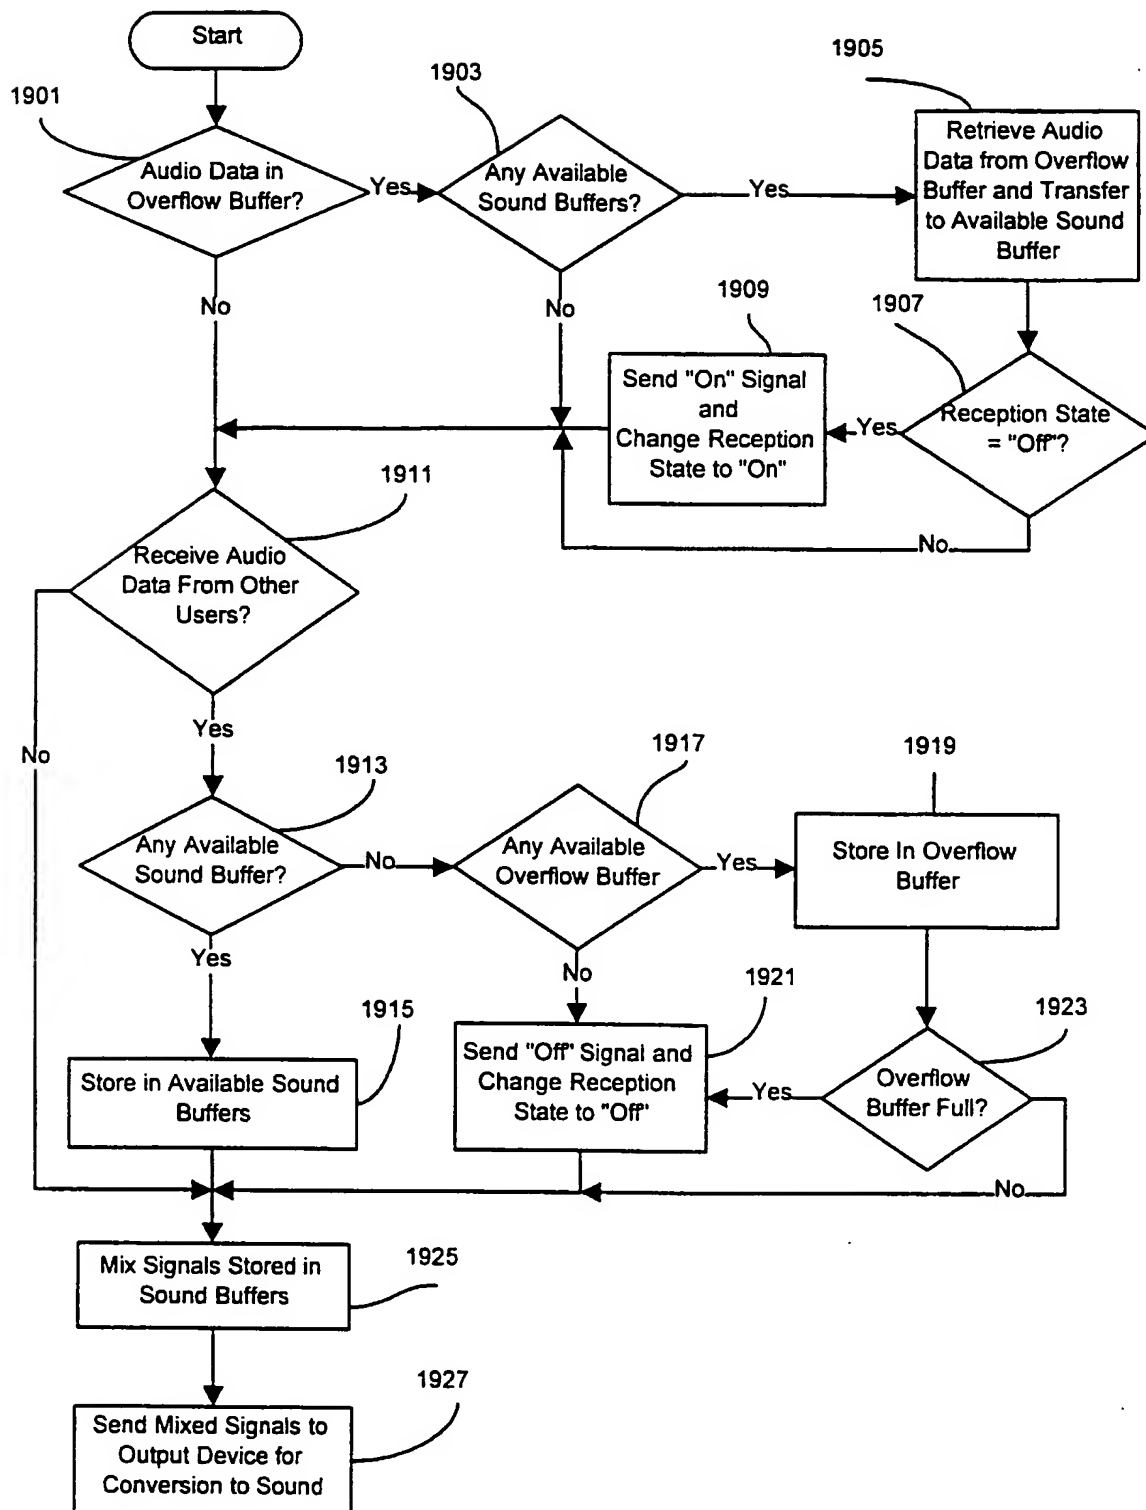 Start
1901
1903
1905
Audio Data in
Overflow Buffer?
Yes
Any Available
Sound Buffers?
Yes
Retrieve Audio
Data from Overflow
Buffer and Transfer
to Available Sound
Buffer
No
No
1909
1907
Send "On" Signal
and
Change Reception
State to "On"
Yes
Reception State
= "Off"?
No
1911
Receive Audio
Data From Other
Users?
No
Yes
1913
1917
1919
Any Available
Sound Buffer?
No
Any Available
Overflow Buffer
Yes
Store In Overflow
Buffer
Yes
No
1915
1921
1923
Store in Available Sound
Buffers
Send "Off" Signal and
Change Reception
State to "Off"
Yes
Overflow
Buffer Full?
No
Mix Signals Stored in
Sound Buffers
1925
Send Mixed Signals to
Output Device for
Conversion to Sound
1927